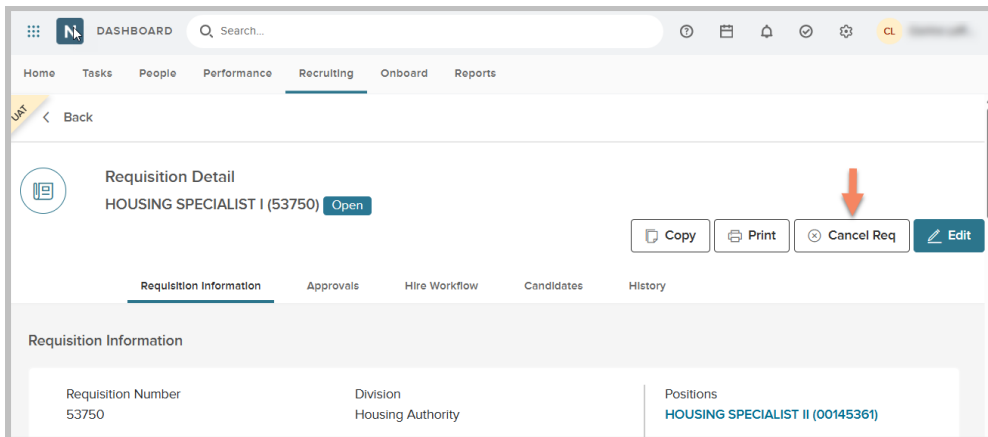 N DASHBOARD Search... CL
Home Tasks People Performance Recruiting Onboard Reports
UAT
Back
Requisition Detail
HOUSING SPECIALIST I (53750) Open
Copy Print Cancel Req Edit
Requisition Information Approvals Hire Workflow Candidates History
Requisition Information
Requisition Number Division Positions
53750 Housing Authority HOUSING SPECIALIST II (00145361)